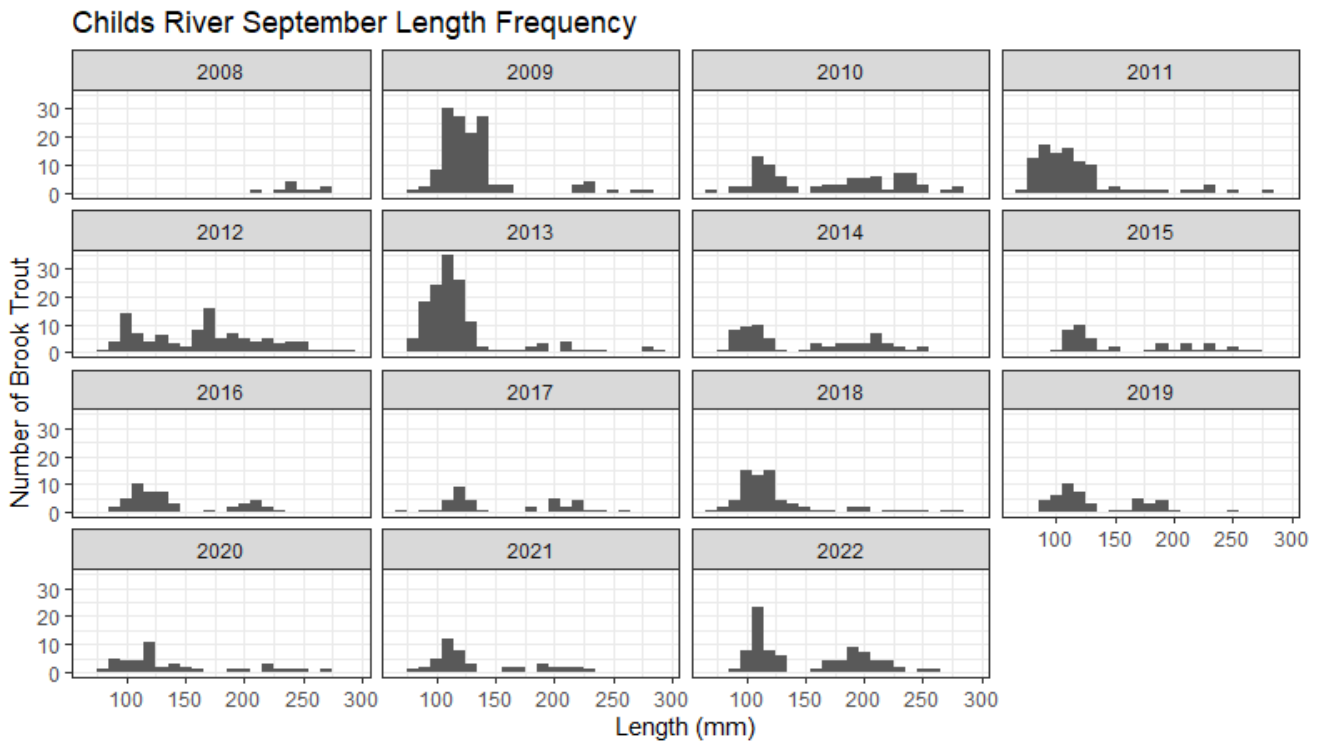 Childs River September Length Frequency
2008 2009 2010 2011
30
20
10
0
2012 2013 2014 2015
30
20
10
0
2016 2017 2018 2019
30
20
10
0
100 150 200 250 300
2020 2021 2022
30
20
10
0
100 150 200 250 300 100 150 200 250 300 100 150 200 250 300
Length (mm)
Number of Brook Trout